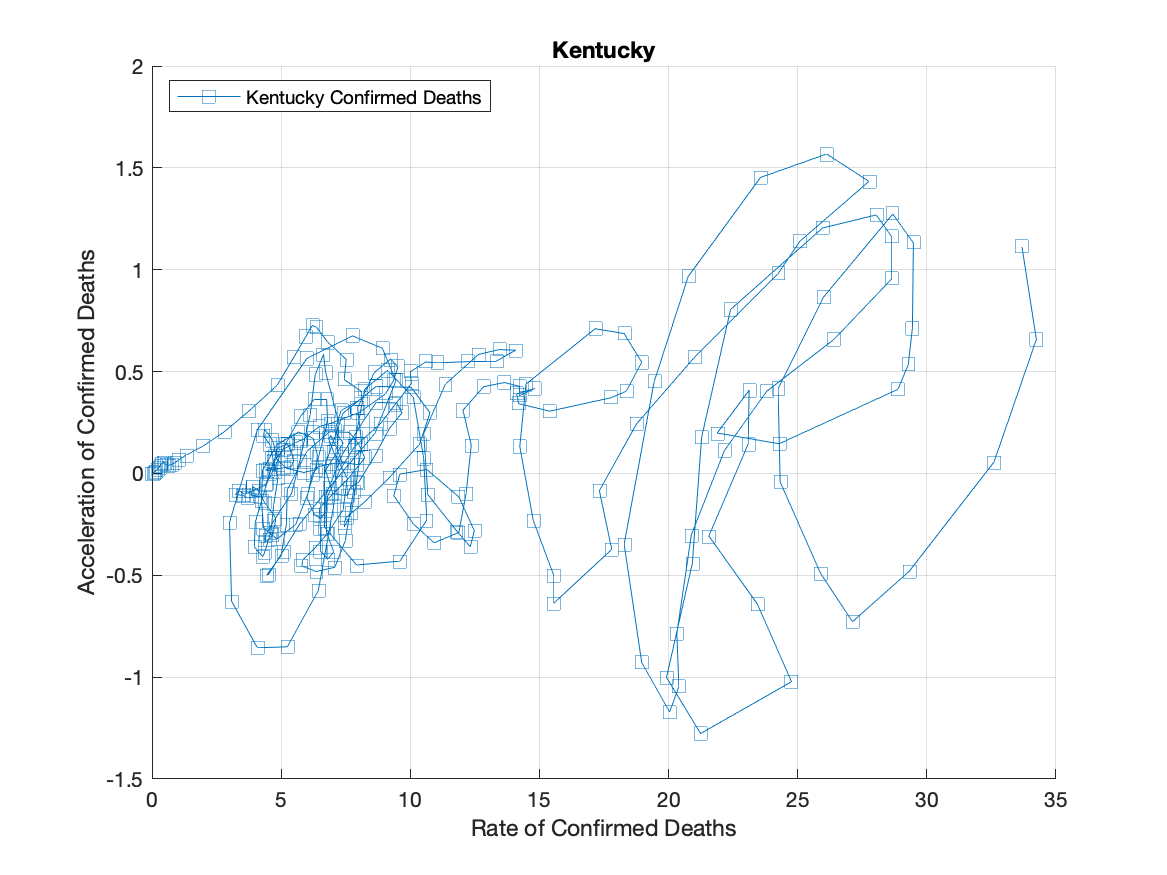 Kentucky
Kentucky Confirmed Deaths
2
1.5
1
0.5
0
-0.5
-1
-1.5
Acceleration of Confirmed Deaths
0 5 10 15 20 25 30 35
Rate of Confirmed Deaths